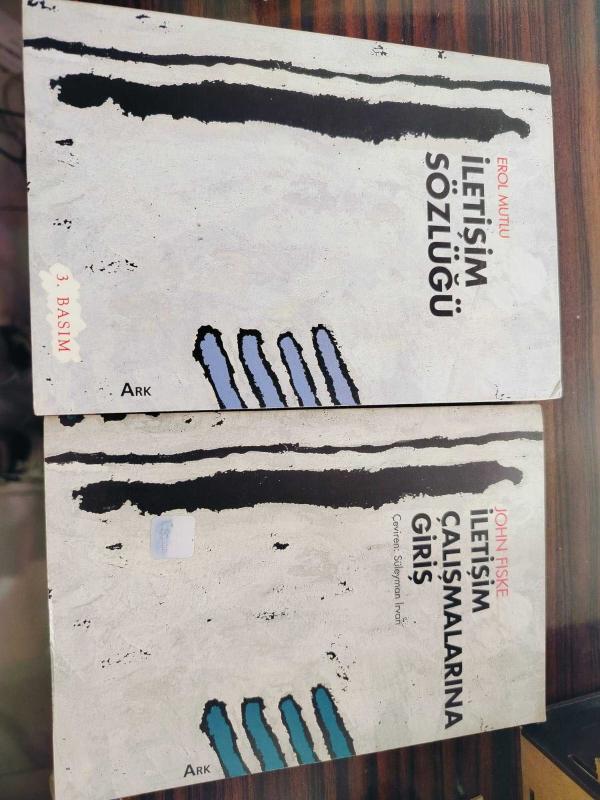 EROL MUTLU
İLETİŞİM
SÖZLÜĞÜ
3. BASIM
ARK
JOHN FISKE
İLETİŞİM
ÇALIŞMALARINA
GİRİŞ
Çeviren: Süleyman İrvan
ARK